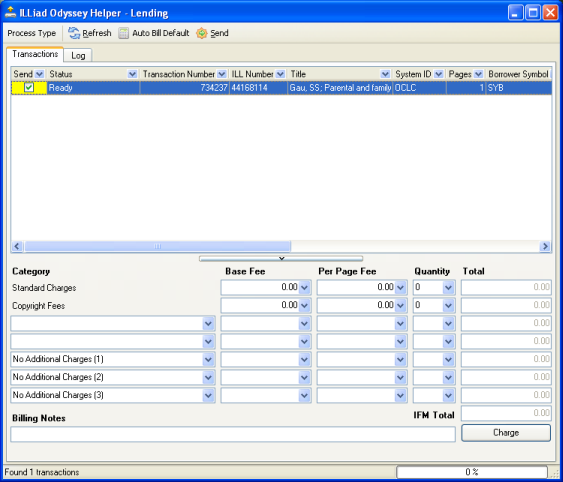 ILLiad Odyssey Helper - Lending
Process Type Refresh Auto Bill Default Send
Transactions Log
Send Status Transaction Number ILL Number Title System ID Pages Borrower Symbol
Ready 734237 44168114 Gau, SS; Parental and family OCLC 1 SYB
Category Base Fee Per Page Fee Quantity Total
Standard Charges 0.00 0.00 0 0.00
Copyright Fees 0.00 0.00 0 0.00
0.00
0.00
No Additional Charges (1) 0.00
No Additional Charges (2) 0.00
No Additional Charges (3) 0.00
IFM Total 0.00
Billing Notes
Charge
Found 1 transactions 0 %